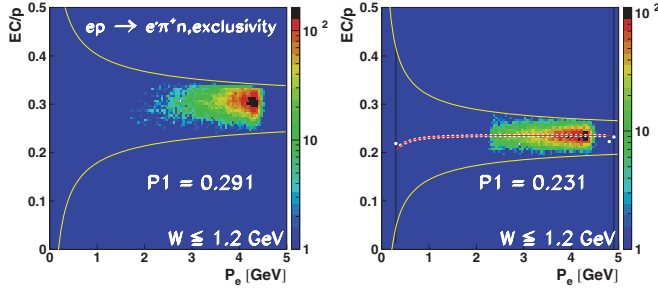 EC/p
ep → e⁻π⁺n,exclusivity
0.5
0.4
0.3
0.2
0.1
0
P1 = 0.291
W ≦ 1.2 GeV
0 1 2 3 4 5
P_e [GeV]
10²
10
1
EC/p
0.5
0.4
0.3
0.2
0.1
0
P1 = 0.231
W ≦ 1.2 GeV
0 1 2 3 4 5
P_e [GeV]
10²
10
1